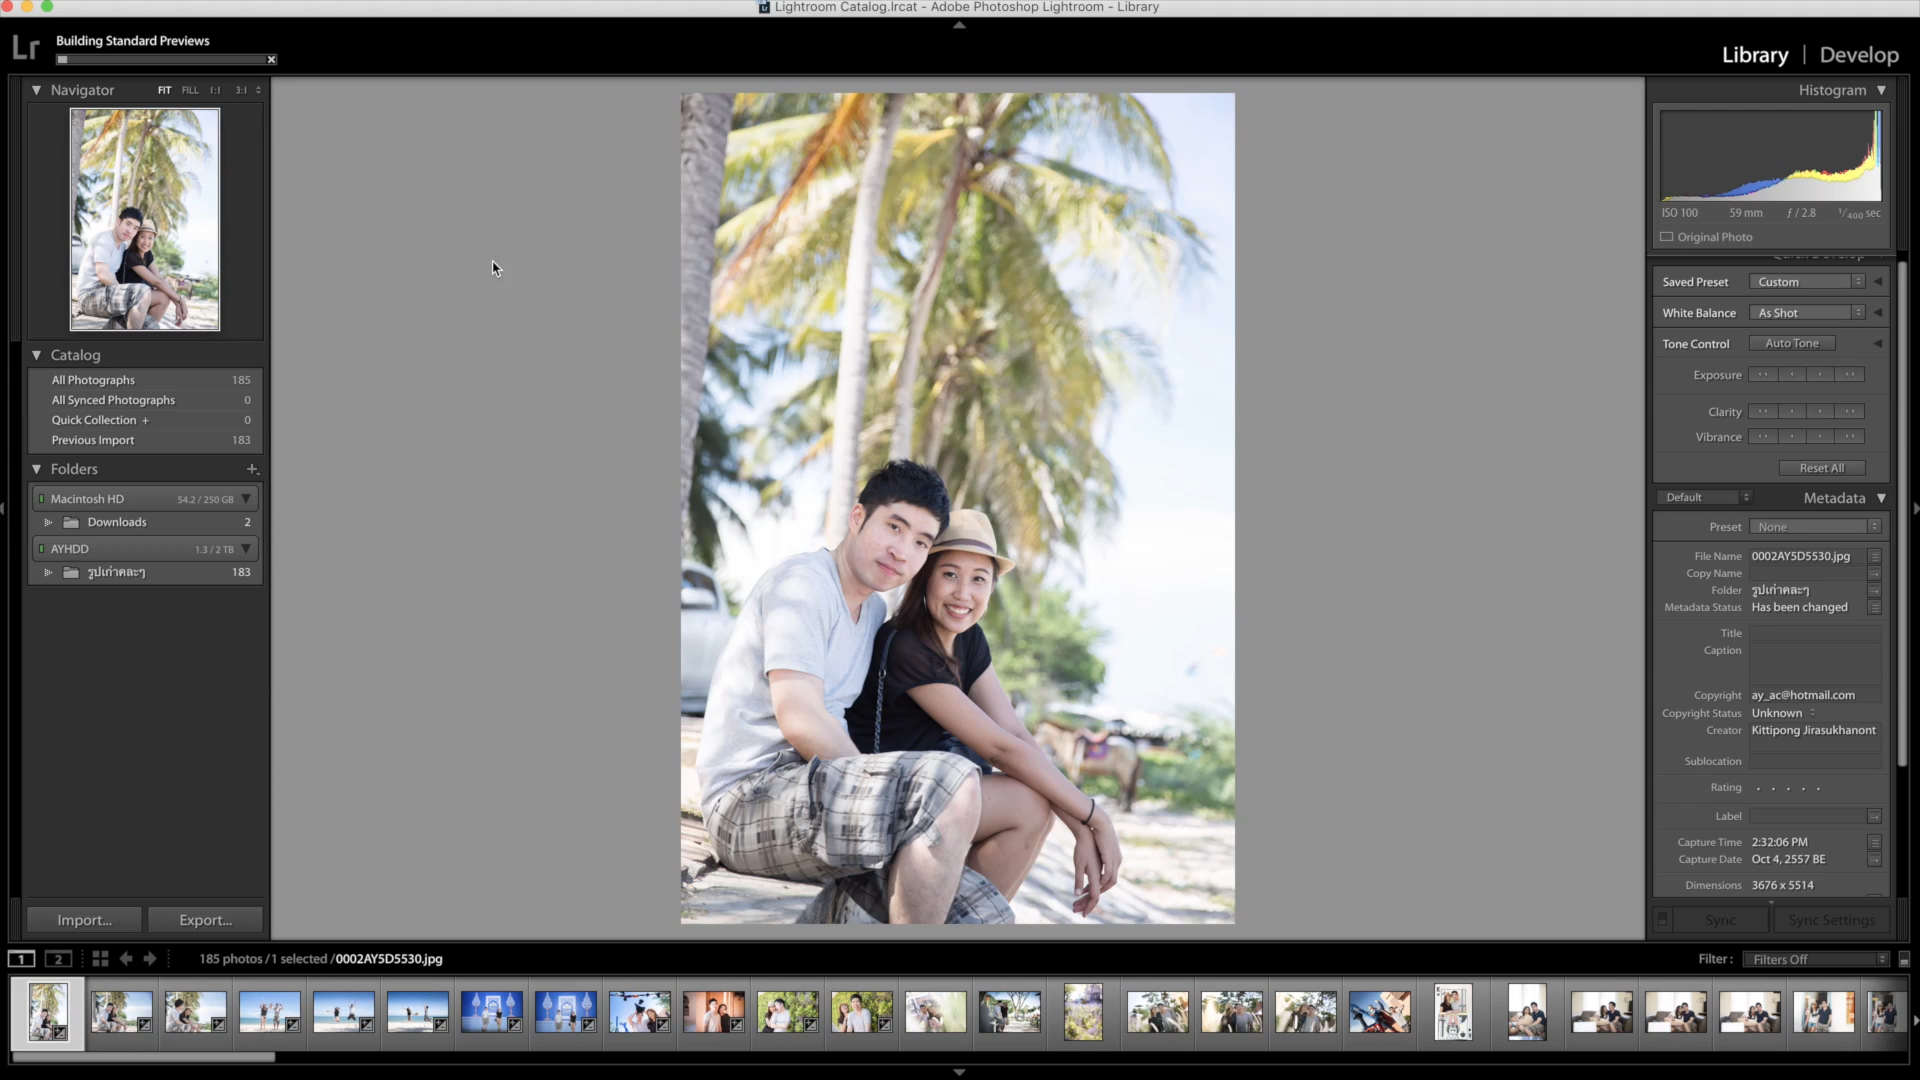 Lightroom Catalog.lrcat - Adobe Photoshop Lightroom - Library
Lr
Building Standard Previews
Library | Develop
Navigator FIT FILL 1:1 3:1
Catalog
All Photographs 185
All Synced Photographs 0
Quick Collection + 0
Previous Import 183
Folders +
Macintosh HD 54.2 / 250 GB
Downloads 2
AYHDD 1.3 / 2 TB
รูปเก่าคละๆ 183
Import...
Export...
Histogram
ISO 100 59 mm ƒ / 2.8 1/400 sec
Original Photo
Saved Preset Custom
White Balance As Shot
Tone Control Auto Tone
Exposure
Clarity
Vibrance
Reset All
Default Metadata
Preset None
File Name 0002AY5D5530.jpg
Copy Name
Folder รูปเก่าคละๆ
Metadata Status Has been changed
Title
Caption
Copyright ay_ac@hotmail.com
Copyright Status Unknown
Creator Kittipong Jirasukhanont
Sublocation
Rating . . . . .
Label
Capture Time 2:32:06 PM
Capture Date Oct 4, 2557 BE
Dimensions 3676 x 5514
Sync Sync Settings
1 2 185 photos / 1 selected / 0002AY5D5530.jpg
Filter : Filters Off